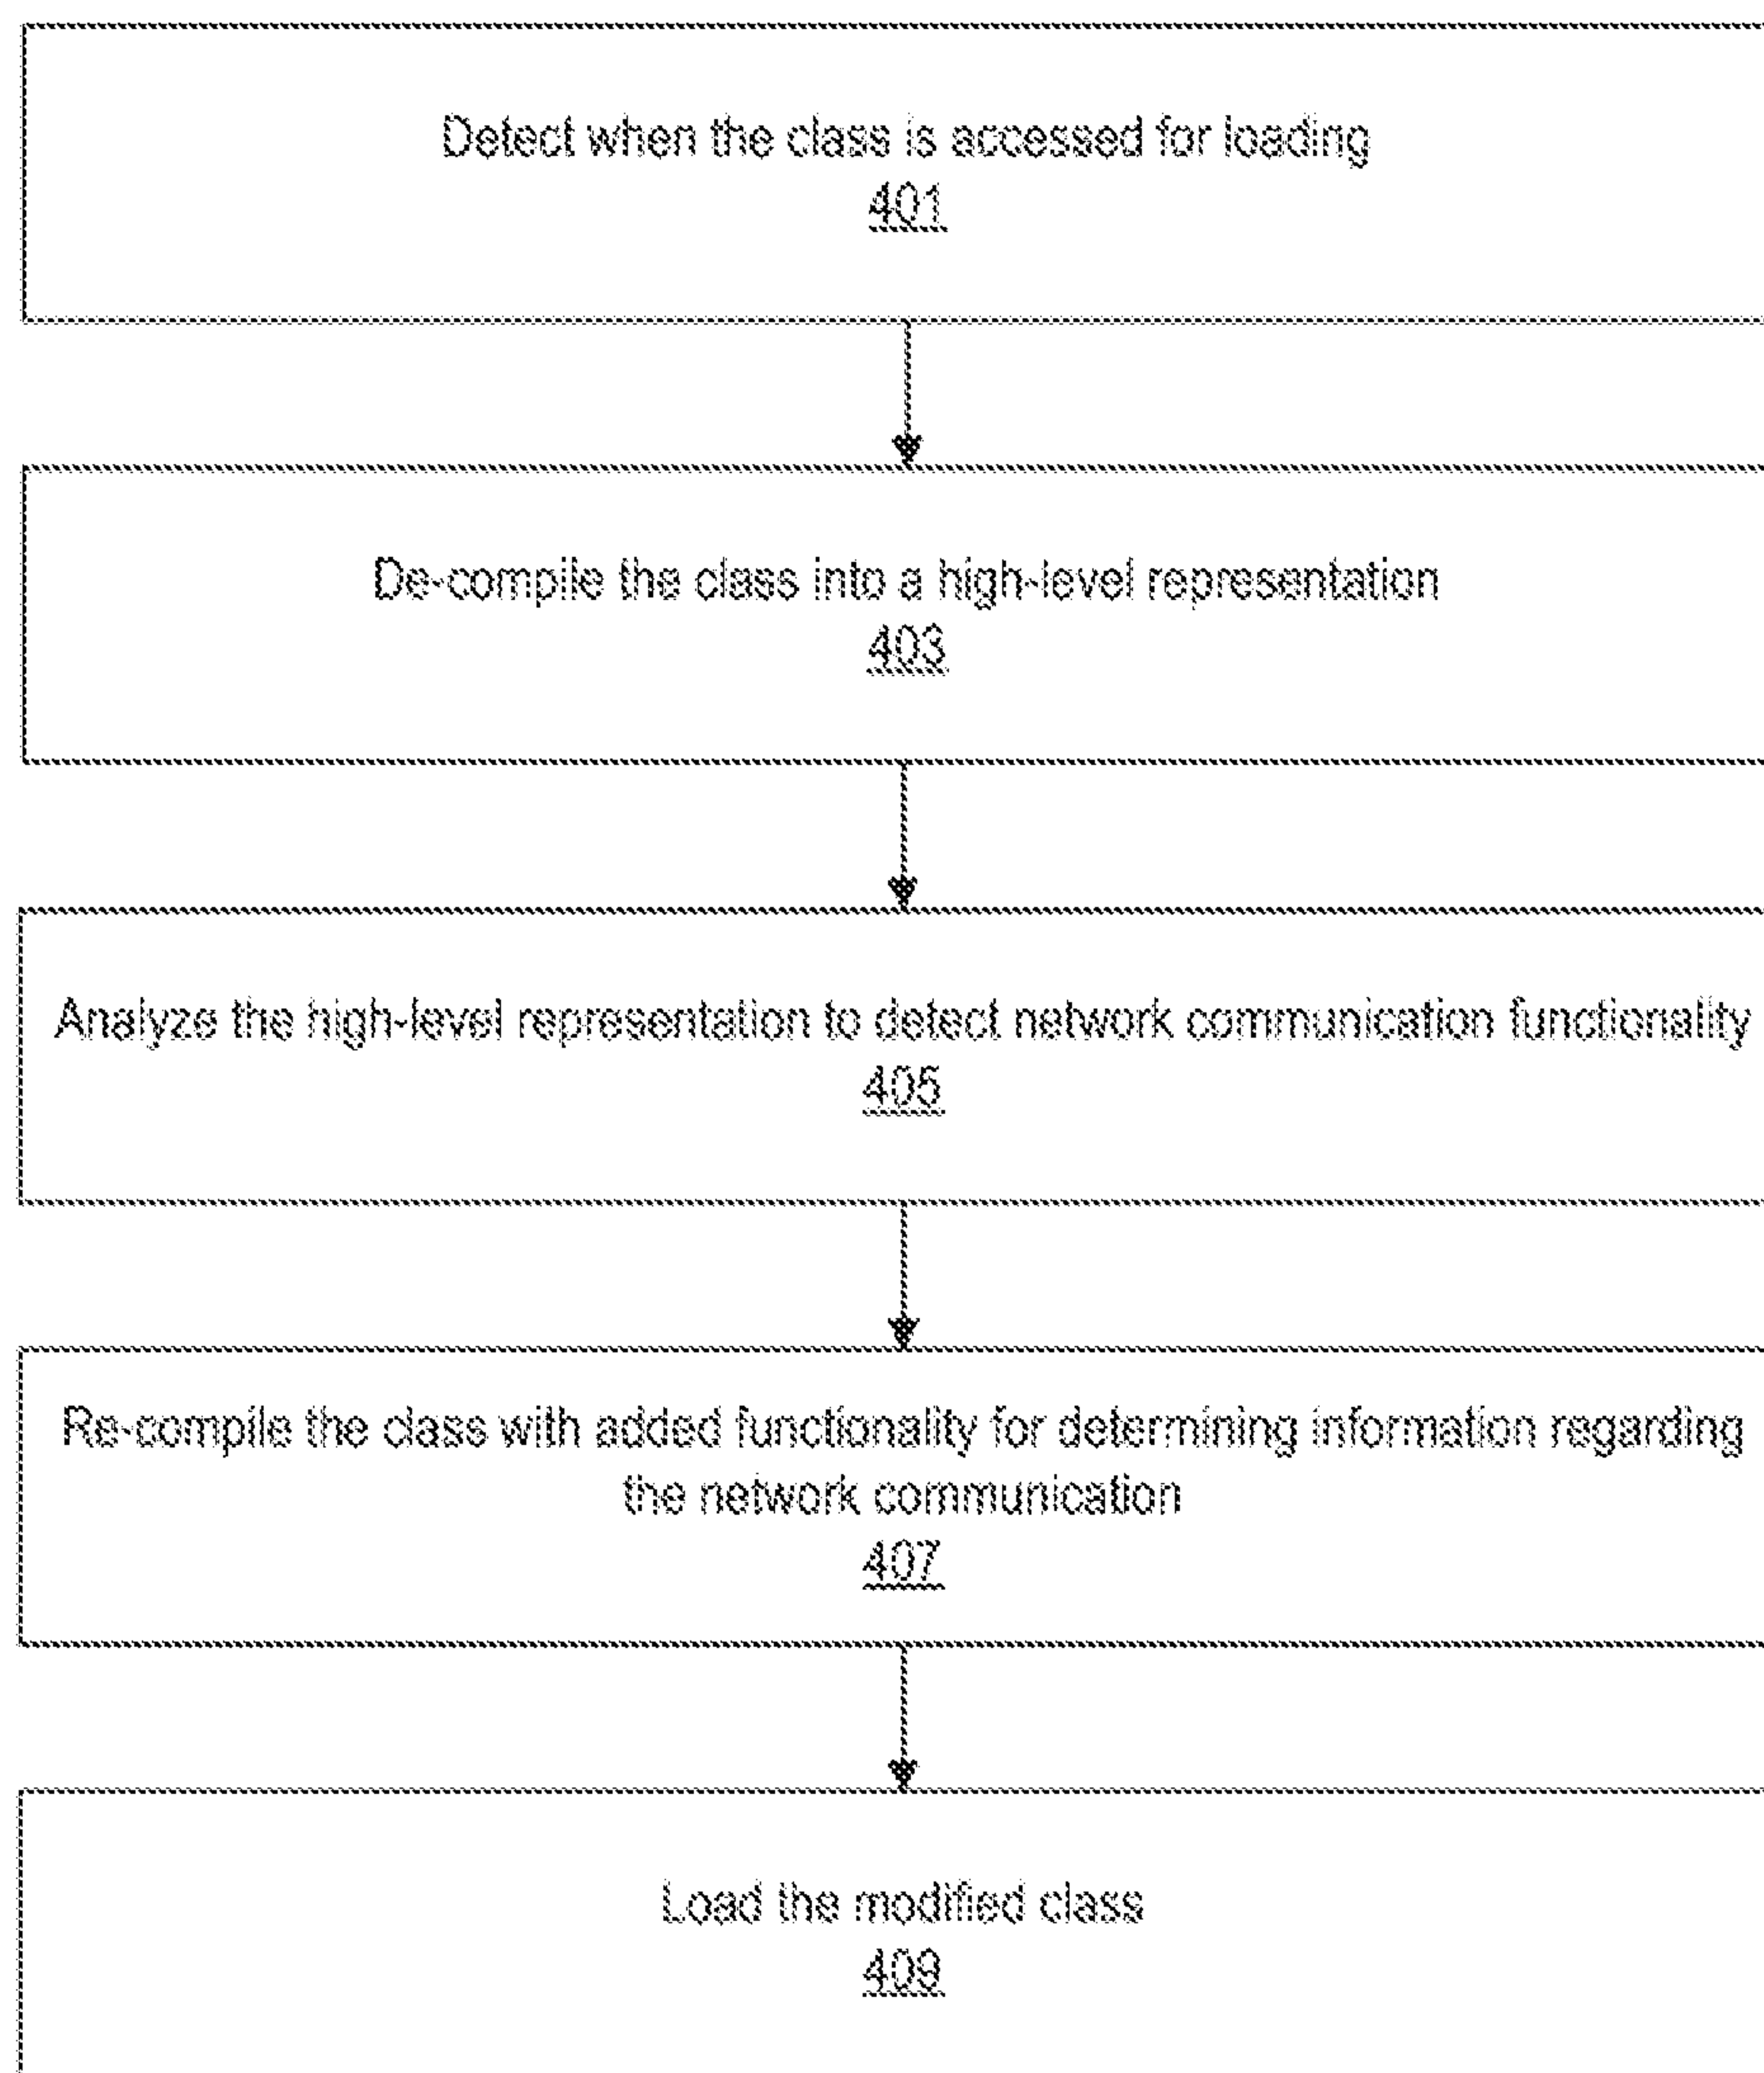 Detect when the class is accessed for loading
401
De-compile the class into a high-level representation
403
Analyze the high-level representation to detect network communication functionality
405
Re-compile the class with added functionality for determining information regarding
the network communication
407
Load the modified class
409